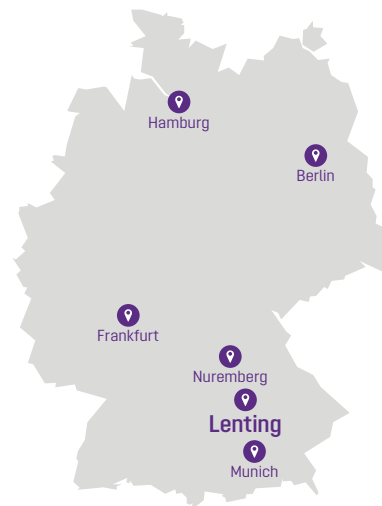 Hamburg
Berlin
Frankfurt
Nuremberg
Lenting
Munich